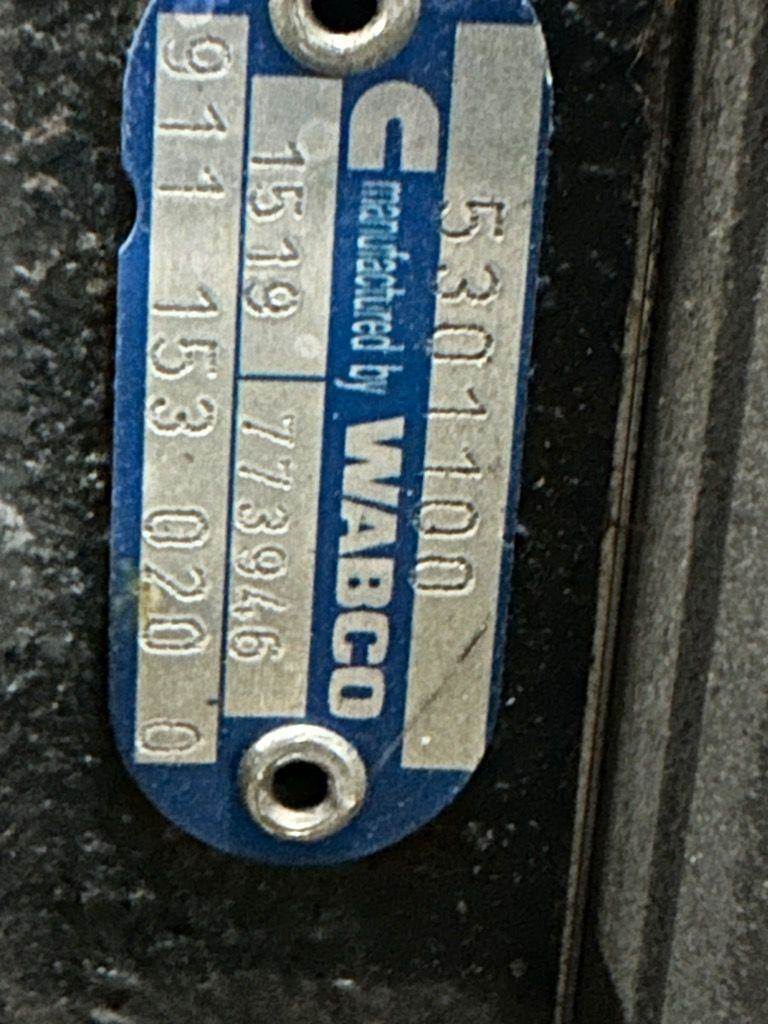 5301100
C manufactured by WABCO
1519 773946
911 153 020 0